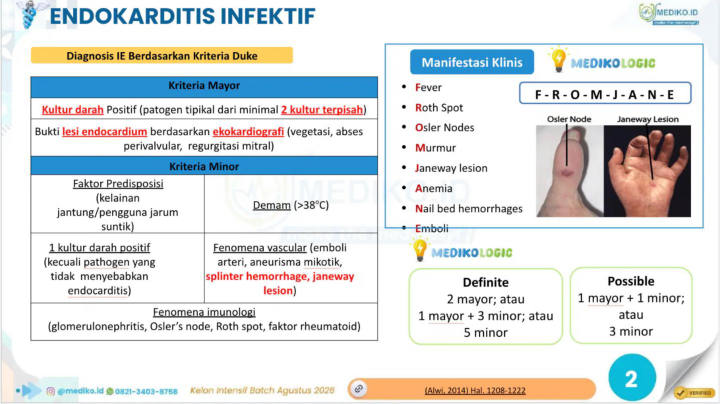 ENDOKARDITIS INFEKTIF
MEDIKO.ID
Diagnosis IE Berdasarkan Kriteria Duke
Kriteria Mayor
Kultur darah Positif (patogen tipikal dari minimal 2 kultur terpisah)
Bukti lesi endocardium berdasarkan ekokardiografi (vegetasi, abses
perivalvular, regurgitasi mitral)
Kriteria Minor
Faktor Predisposisi
(kelainan
jantung/pengguna jarum
suntik)
Demam (>38°C)
1 kultur darah positif
(kecuali pathogen yang
tidak menyebabkan
endocarditis)
Fenomena vascular (emboli
arteri, aneurisma mikotik,
splinter hemorrhage, janeway
lesion)
Fenomena imunologi
(glomerulonephritis, Osler's node, Roth spot, faktor rheumatoid)
MEDIKO.ID
Manifestasi Klinis
MEDIKOLOGIC
F - R - O - M - J - A - N - E
Fever
Roth Spot
Osler Nodes
Murmur
Janeway lesion
Anemia
Nail bed hemorrhages
Emboli
Osler Node
Janeway Lesion
MEDIKOLOGIC
Definite
2 mayor; atau
1 mayor + 3 minor; atau
5 minor
Possible
1 mayor + 1 minor;
atau
3 minor
@mediko.id
0821-3403-8758
Kelan Intensif Batch Agustus 2026
(Alwi, 2014) Hal. 1208-1222
2
VERIFIED